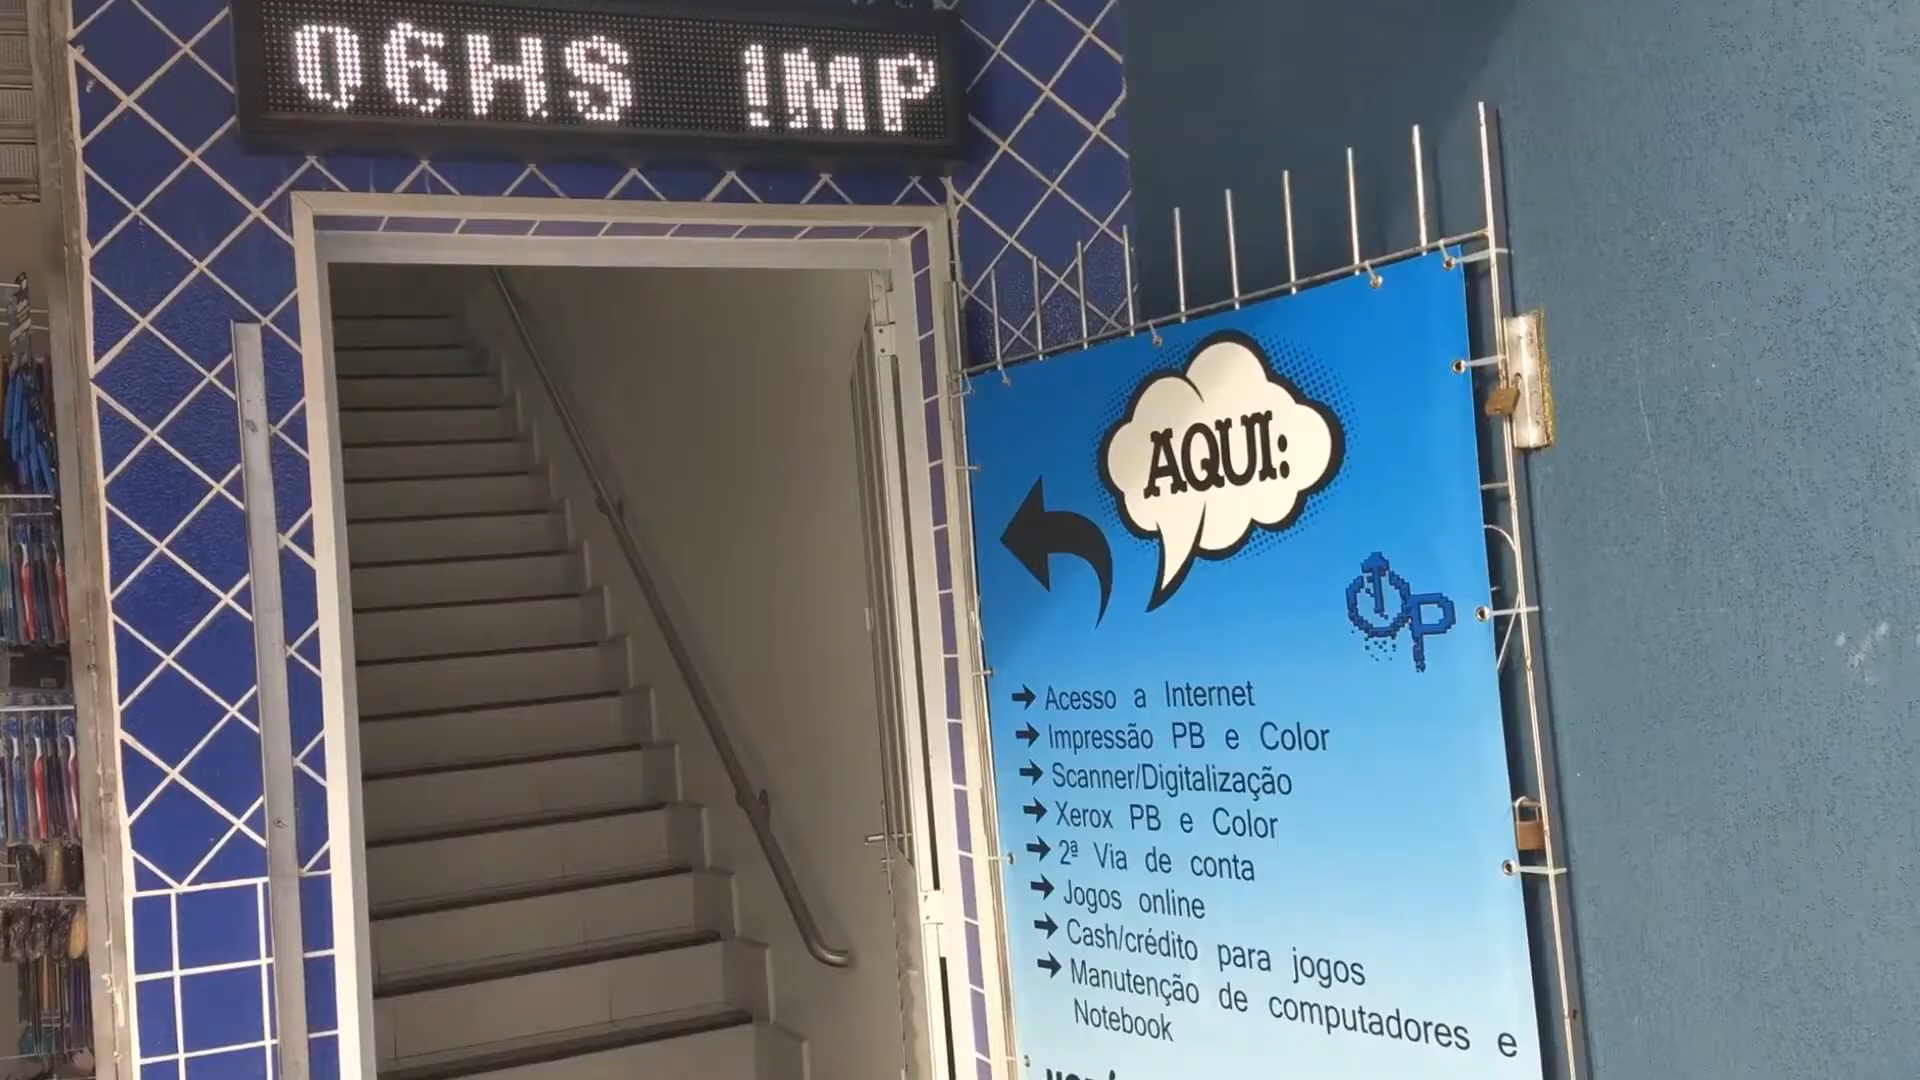 06HS IMP
AQUI:
Acesso a Internet
Impressão PB e Color
Scanner/Digitalização
Xerox PB e Color
2ª Via de conta
Jogos online
Cash/crédito para jogos
Manutenção de computadores e
Notebook